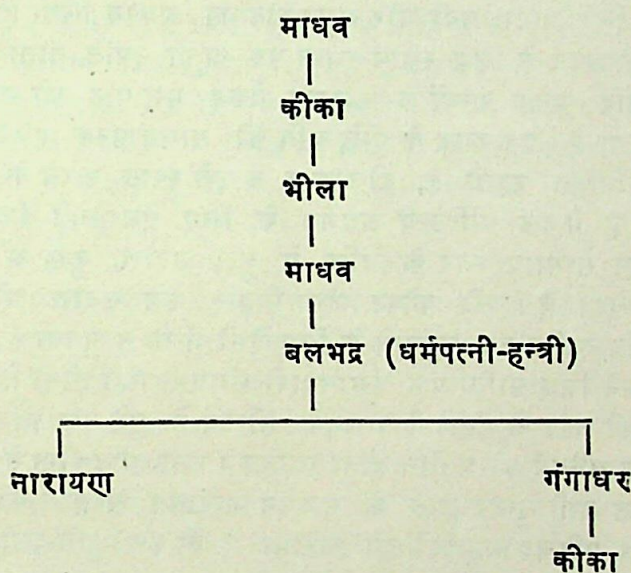 माधव
कीका
भीला
माधव
बलभद्र (धर्मपत्नी-हन्त्री)
नारायण गंगाधर
कीका